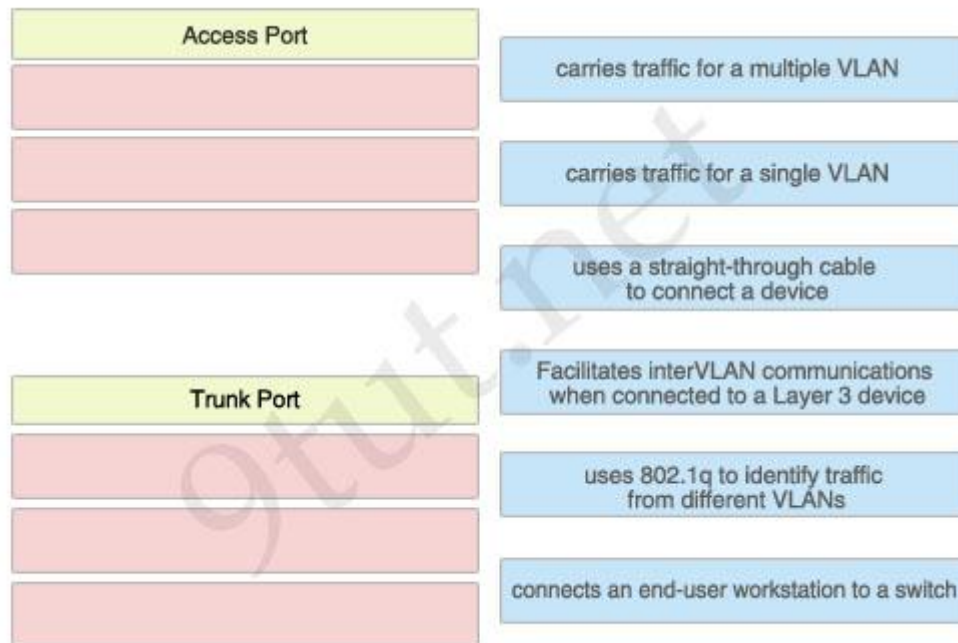 Access Port
Trunk Port
carries traffic for a multiple VLAN
carries traffic for a single VLAN
uses a straight-through cable
to connect a device
Facilitates interVLAN communications
when connected to a Layer 3 device
uses 802.1q to identify traffic
from different VLANs
connects an end-user workstation to a switch
9tut.net